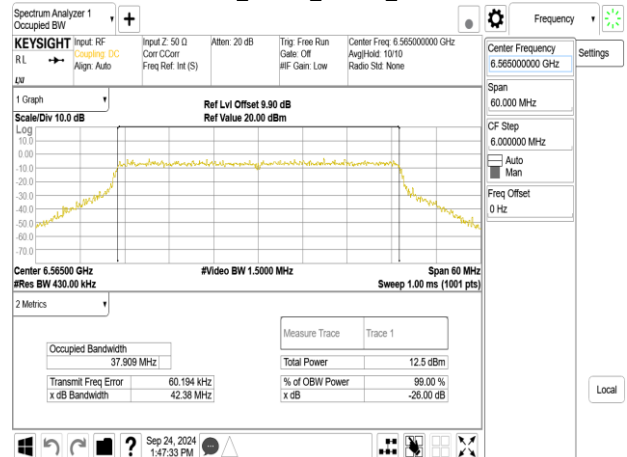 Spectrum Analyzer 1
Occupied BW
Frequency
KEYSIGHT
Input: RF
Coupling: DC
Align: Auto
Input Z: 50 Ω
Corr CCorr
Freq Ref: Int (S)
Atten: 20 dB
Trig: Free Run
Gate: Off
#IF Gain: Low
Center Freq: 6.565000000 GHz
Avg|Hold: 10/10
Radio Std: None
RL
LXI
Center Frequency
6.565000000 GHz
Settings
Span
60.000 MHz
CF Step
6.000000 MHz
Auto
Man
Freq Offset
0 Hz
1 Graph
Scale/Div 10.0 dB
Ref Lvl Offset 9.90 dB
Ref Value 20.00 dBm
Log
10.0
0.00
-10.0
-20.0
-30.0
-40.0
-50.0
-60.0
-70.0
Center 6.56500 GHz
#Video BW 1.5000 MHz
Span 60 MHz
#Res BW 430.00 kHz
Sweep 1.00 ms (1001 pts)
2 Metrics
Measure Trace
Trace 1
Occupied Bandwidth
37.909 MHz
Total Power
12.5 dBm
Transmit Freq Error
60.194 kHz
% of OBW Power
99.00 %
x dB Bandwidth
42.38 MHz
x dB
-26.00 dB
Local
?
Sep 24, 2024
1:47:33 PM